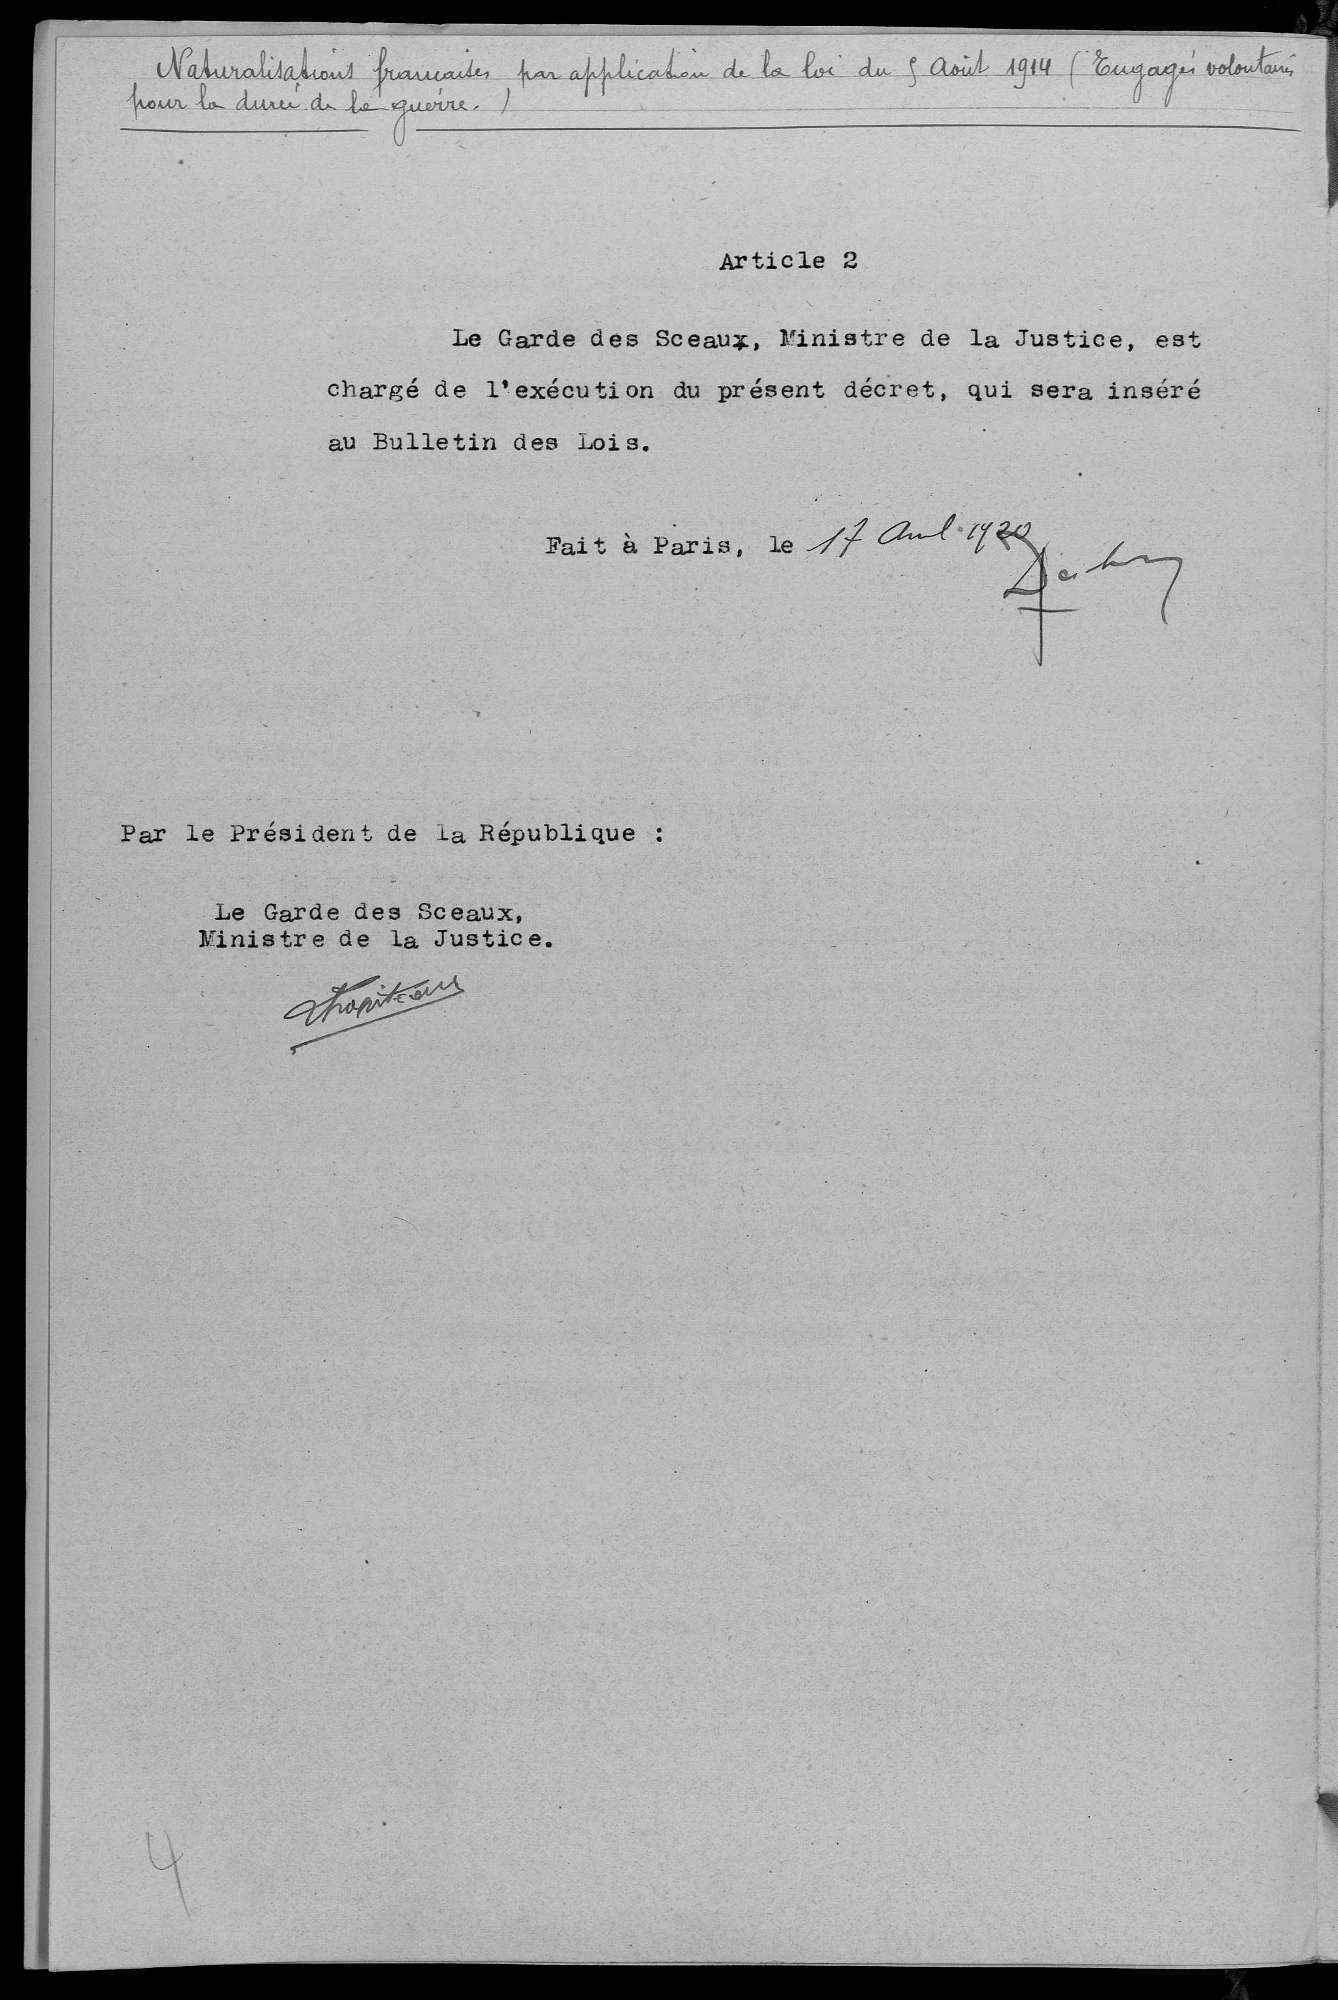 Naturalisations françaises par application de la loi du 5 Août 1914 (Engagés volontaires
pour la durée de la guerre.)
Article 2
Le Garde des Sceaux, Ministre de la Justice, est
chargé de l'exécution du présent décret, qui sera inséré
au Bulletin des Lois.
Fait à Paris, le 17 Avril 1920
Par le Président de la République :
Le Garde des Sceaux,
Ministre de la Justice.
4